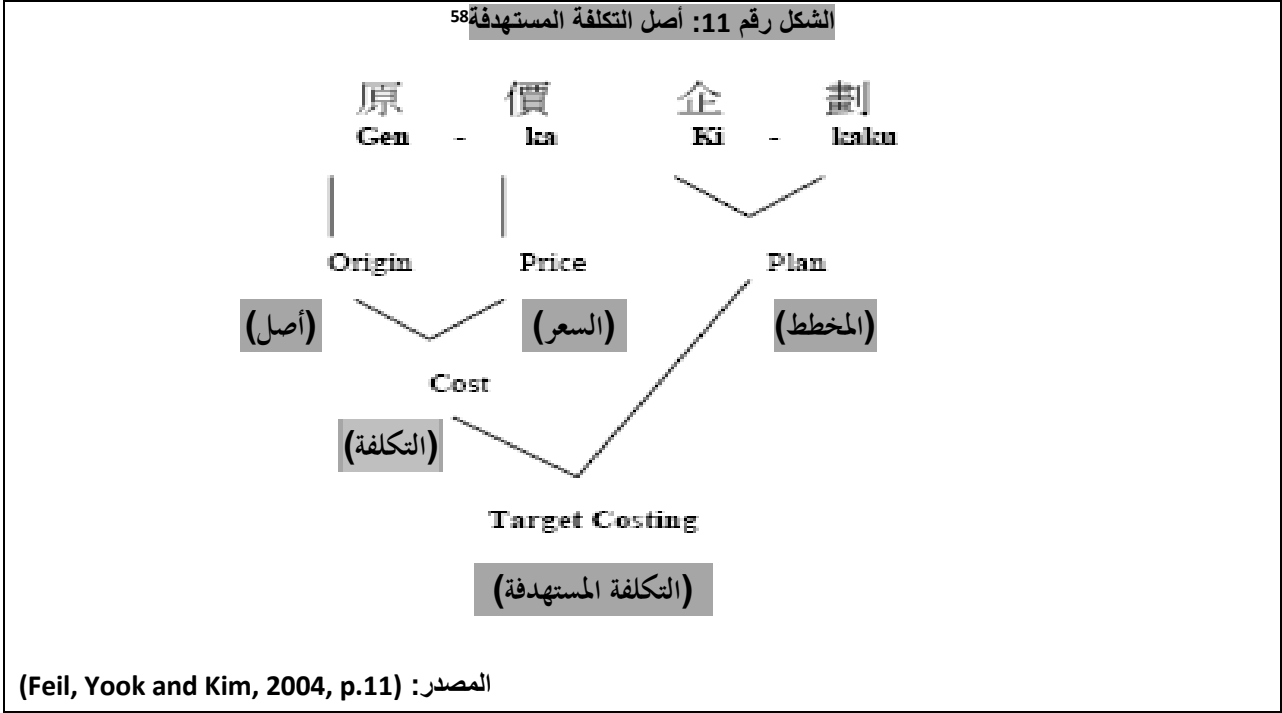 الشكل رقم 11: أصل التكلفة المستهدفة58
原 價 企 劃
Gen - ka Ki - kaku
Origin Price Plan
(أصل) (السعر) (المخطط)
Cost
(التكلفة)
Target Costing
(التكلفة المستهدفة)
المصدر: (Feil, Yook and Kim, 2004, p.11)